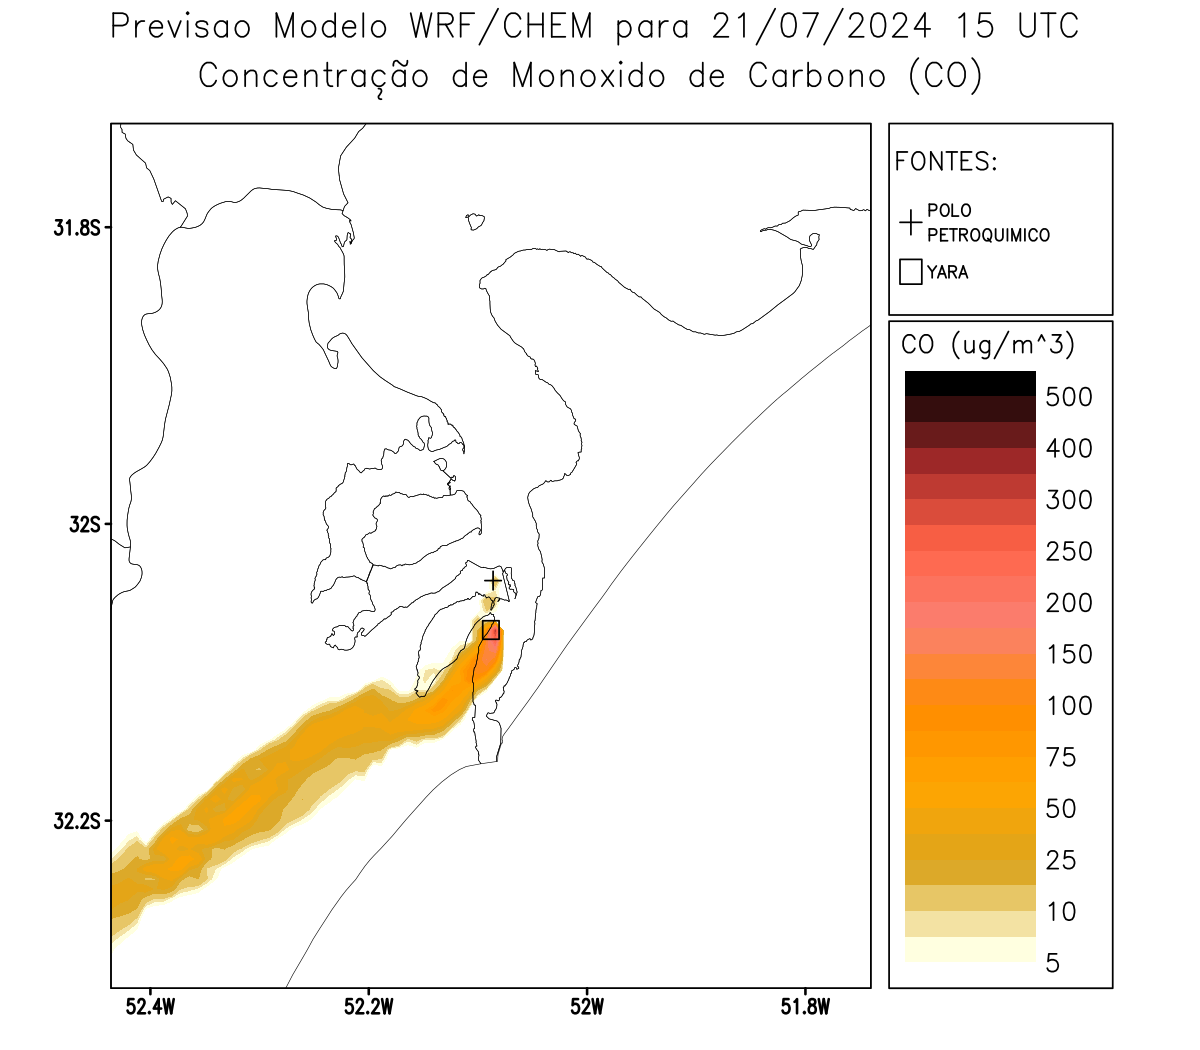 Previsao Modelo WRF/CHEM para 21/07/2024 15 UTC
Concentração de Monoxido de Carbono (CO)
FONTES:
POLO
PETROQUIMICO
YARA
CO (ug/m^3)
500
400
300
250
200
150
100
75
50
25
10
5
31.8S
32S
32.2S
52.4W
52.2W
52W
51.8W